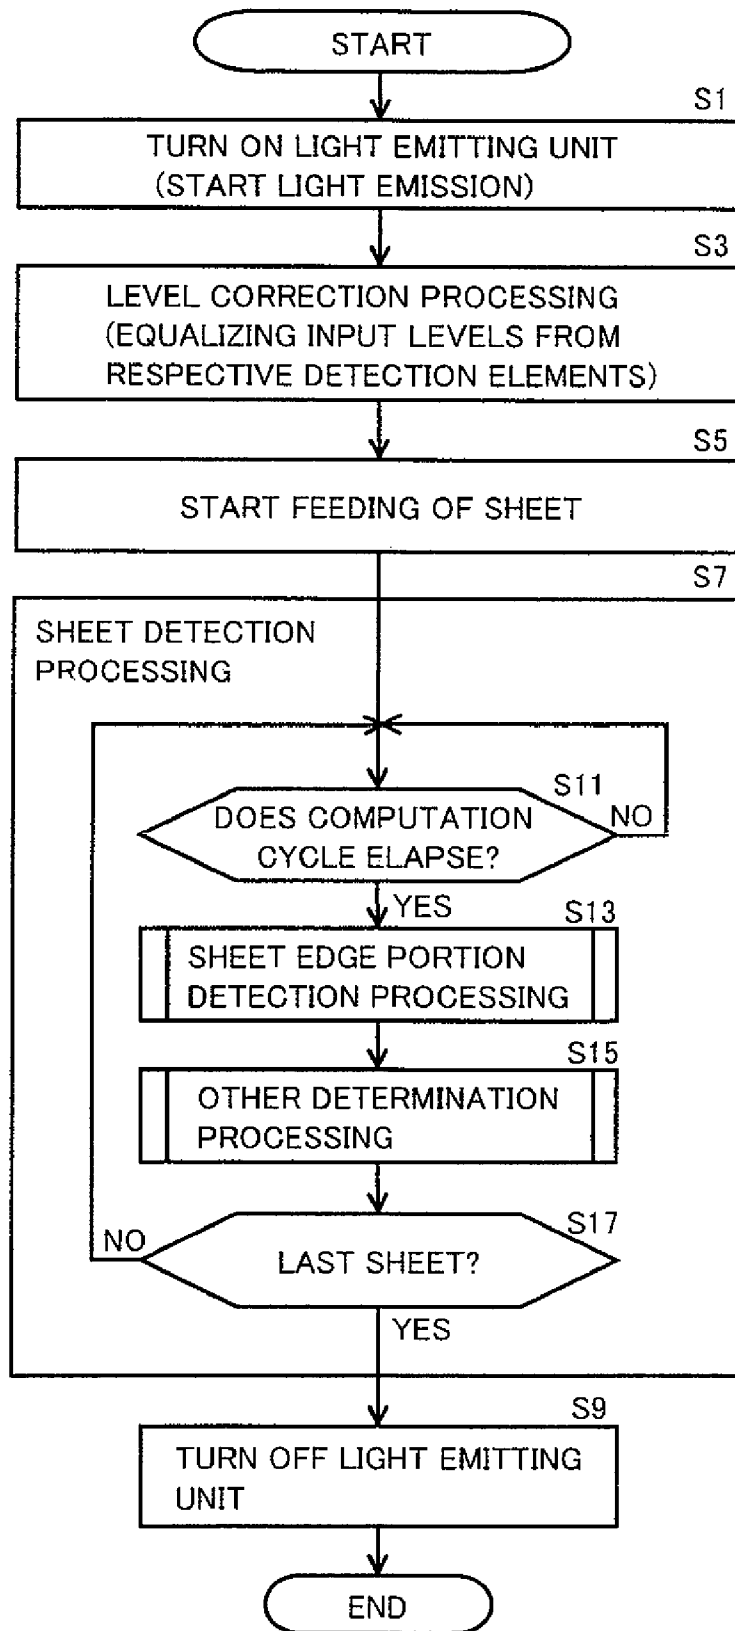 START
S1
TURN ON LIGHT EMITTING UNIT
(START LIGHT EMISSION)
S3
LEVEL CORRECTION PROCESSING
(EQUALIZING INPUT LEVELS FROM
RESPECTIVE DETECTION ELEMENTS)
S5
START FEEDING OF SHEET
S7
SHEET DETECTION
PROCESSING
S11
DOES COMPUTATION
CYCLE ELAPSE?
NO
YES
S13
SHEET EDGE PORTION
DETECTION PROCESSING
S15
OTHER DETERMINATION
PROCESSING
S17
NO
LAST SHEET?
YES
S9
TURN OFF LIGHT EMITTING
UNIT
END